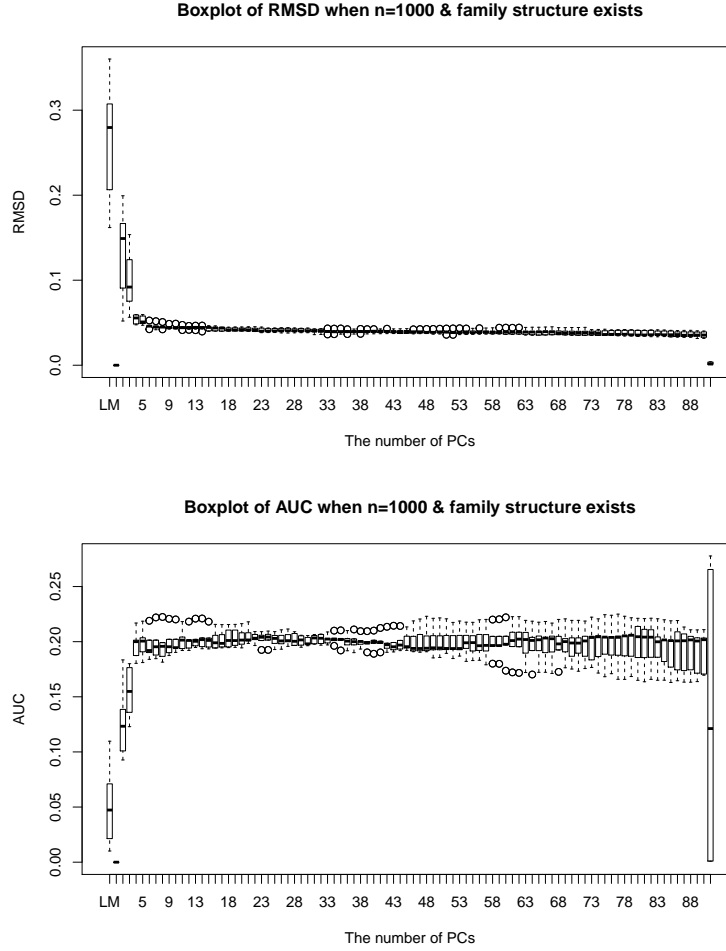 Boxplot of RMSD when n=1000 & family structure exists
RMSD
0.3
0.2
0.1
0.0
LM 5 9 13 18 23 28 33 38 43 48 53 58 63 68 73 78 83 88
The number of PCs
Boxplot of AUC when n=1000 & family structure exists
AUC
0.25
0.20
0.15
0.10
0.05
0.00
LM 5 9 13 18 23 28 33 38 43 48 53 58 63 68 73 78 83 88
The number of PCs